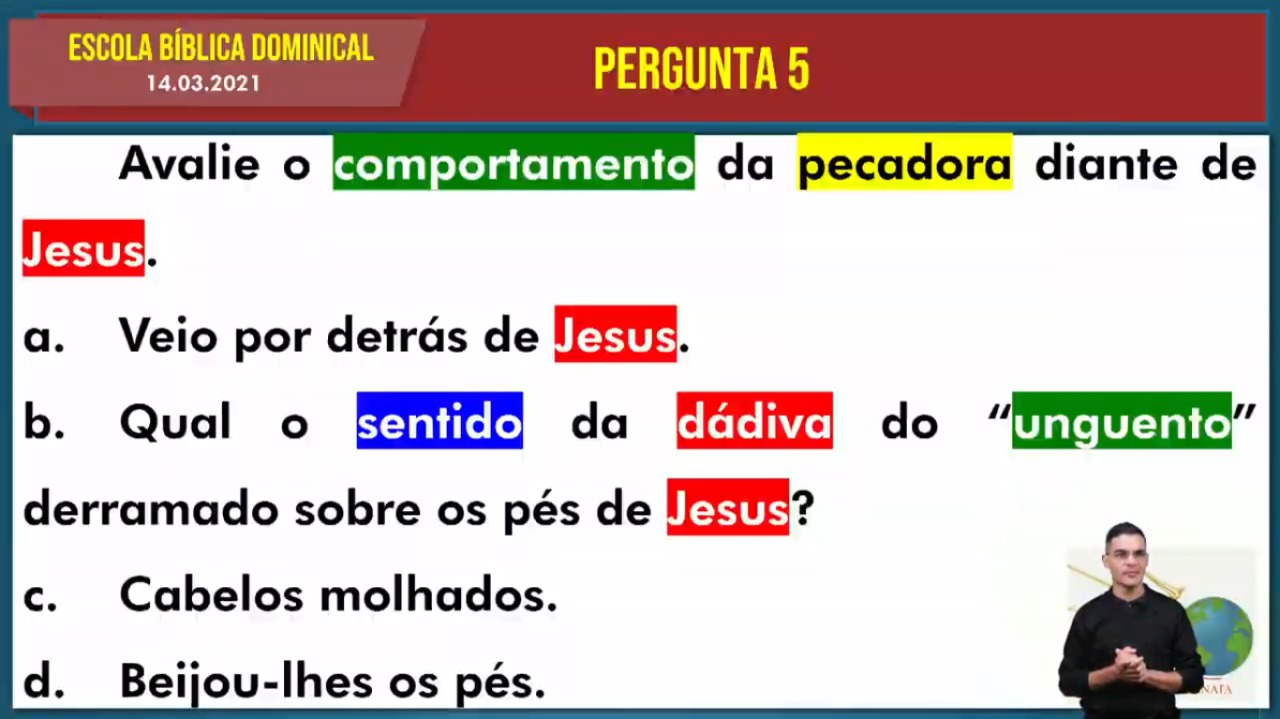 ESCOLA BÍBLICA DOMINICAL
14.03.2021
PERGUNTA 5
Avalie o comportamento da pecadora diante de
Jesus.
a. Veio por detrás de Jesus.
b. Qual o sentido da dádiva do “unguento”
derramado sobre os pés de Jesus?
c. Cabelos molhados.
d. Beijou-lhes os pés.